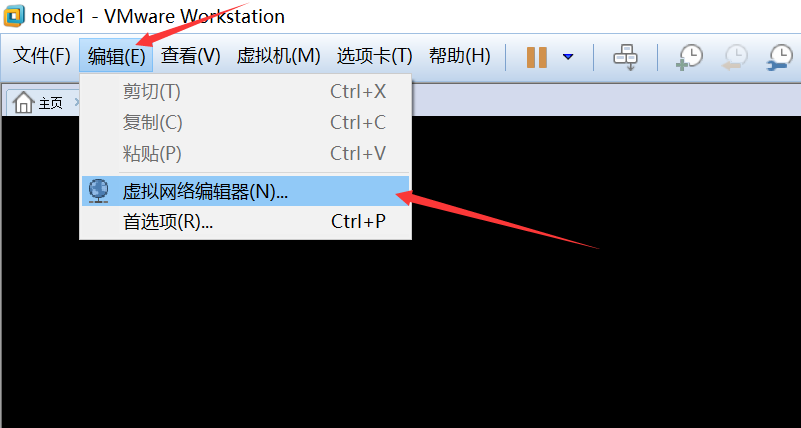 node1 - VMware Workstation
文件(F) 编辑(E) 查看(V) 虚拟机(M) 选项卡(T) 帮助(H)
主页
剪切(T) Ctrl+X
复制(C) Ctrl+C
粘贴(P) Ctrl+V
虚拟网络编辑器(N)...
首选项(R)... Ctrl+P